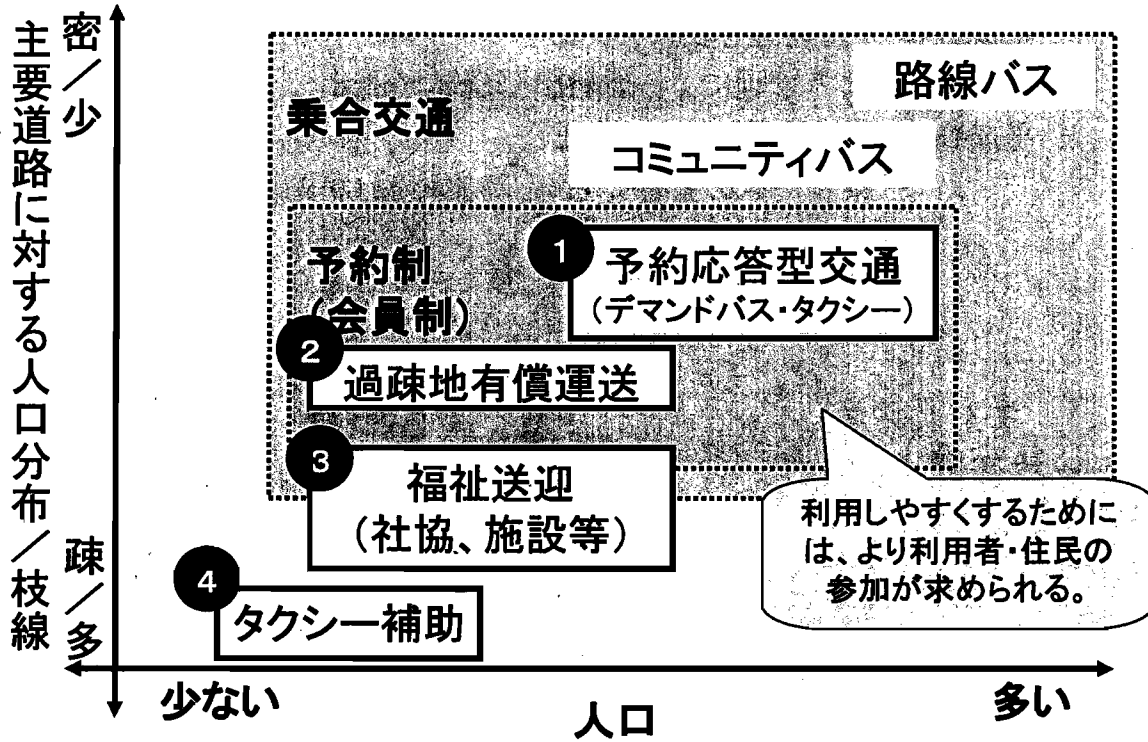 主要道路に対する人口分布/枝線
密/少
疎/多
乗合交通
路線バス
コミュニティバス
予約制
(会員制)
1
予約応答型交通
(デマンドバス・タクシー)
2
過疎地有償運送
3
福祉送迎
(社協、施設等)
4
タクシー補助
利用しやすくするために
は、より利用者・住民の
参加が求められる。
少ない
人口
多い